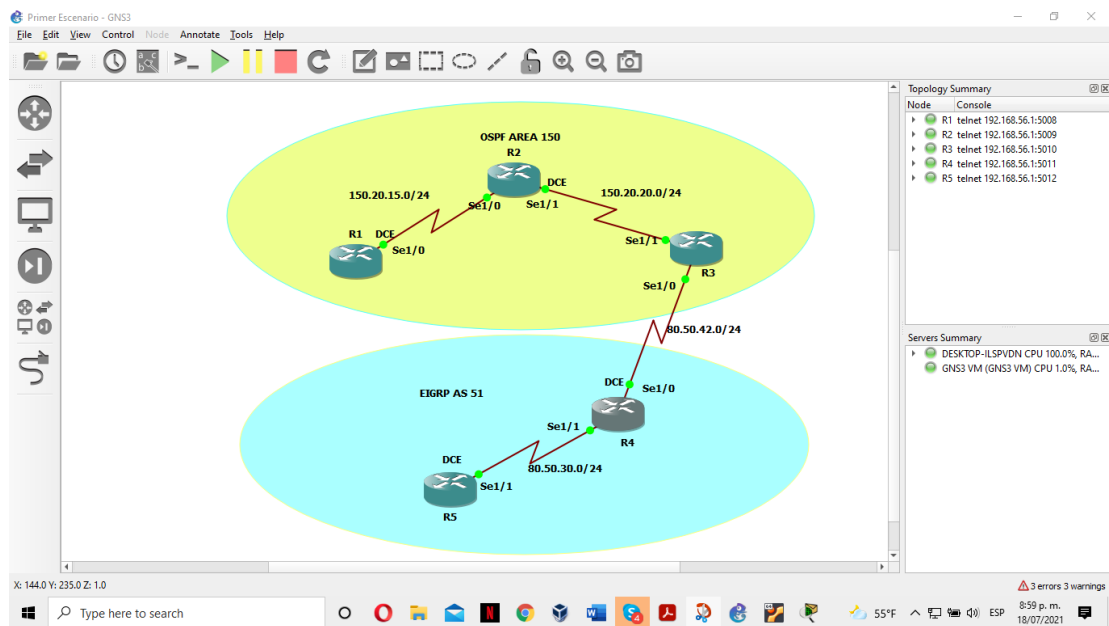 Primer Escenario - GNS3
File Edit View Control Node Annotate Tools Help
Topology Summary
Node Console
R1 telnet 192.168.56.1:5008
R2 telnet 192.168.56.1:5009
R3 telnet 192.168.56.1:5010
R4 telnet 192.168.56.1:5011
R5 telnet 192.168.56.1:5012
OSPF AREA 150
R2
DCE
150.20.15.0/24
150.20.20.0/24
Se1/0
Se1/1
R1 DCE
Se1/0
Se1/1
R3
Se1/0
80.50.42.0/24
Servers Summary
DESKTOP-ILSPVDN CPU 100.0%, RA...
GNS3 VM (GNS3 VM) CPU 1.0%, RA...
DCE
Se1/0
EIGRP AS 51
Se1/1
R4
DCE
80.50.30.0/24
Se1/1
R5
X: 144.0 Y: 235.0 Z: 1.0
3 errors 3 warnings
Type here to search
4
55°F
ESP
8:59 p. m.
18/07/2021